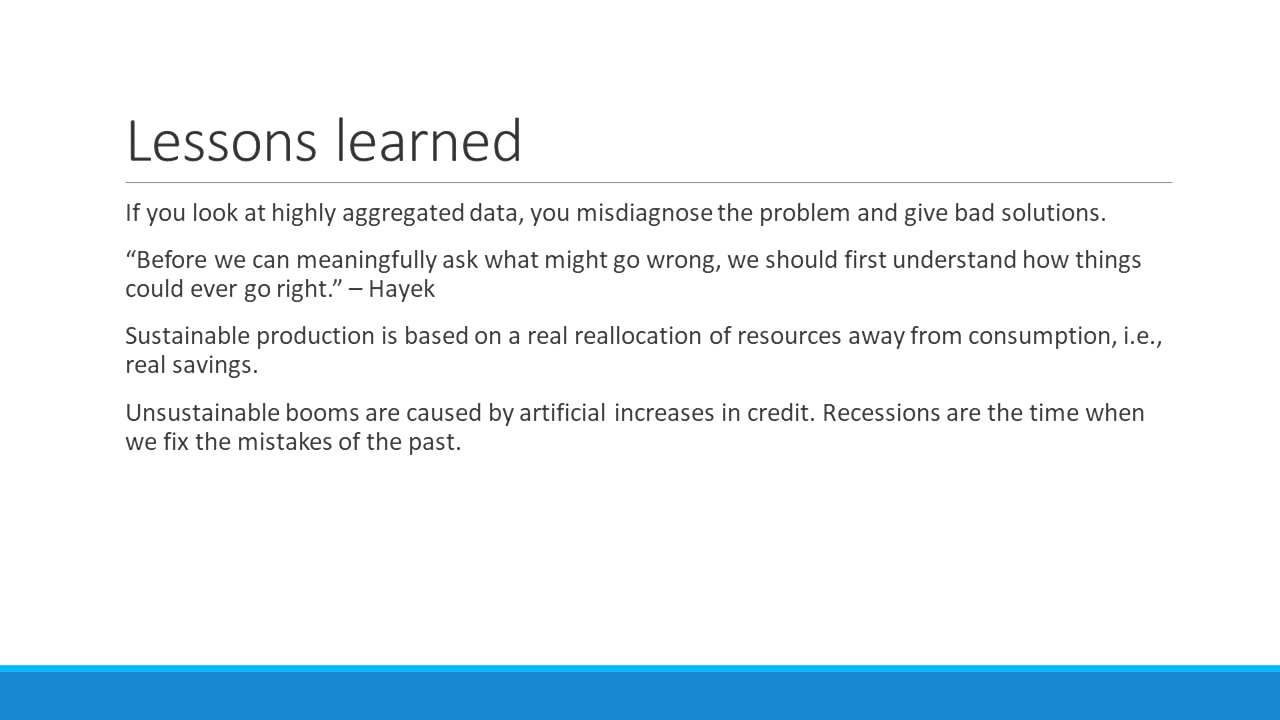 Lessons learned
If you look at highly aggregated data, you misdiagnose the problem and give bad solutions.
“Before we can meaningfully ask what might go wrong, we should first understand how things
could ever go right.” – Hayek
Sustainable production is based on a real reallocation of resources away from consumption, i.e.,
real savings.
Unsustainable booms are caused by artificial increases in credit. Recessions are the time when
we fix the mistakes of the past.